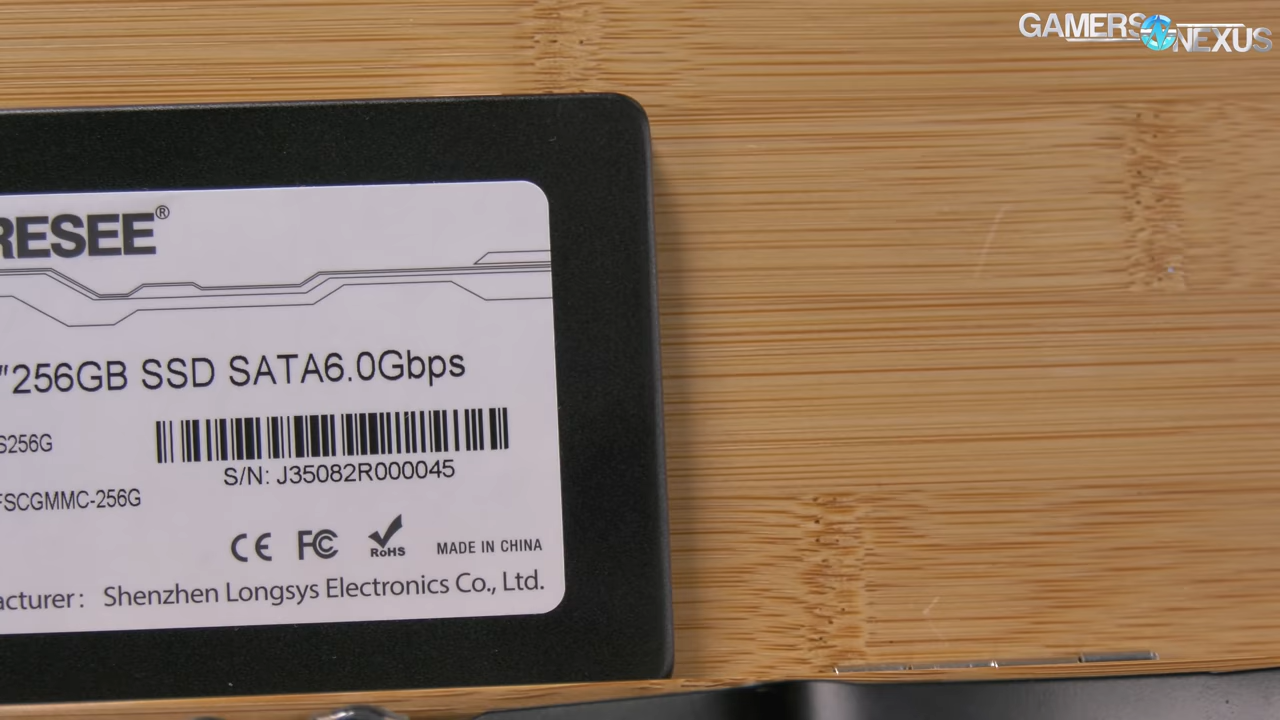 GAMERS NEXUS
RESEE®
"256GB SSD SATA6.0Gbps
S256G
S/N: J35082R000045
FSCGMMC-256G
CE FC RoHS MADE IN CHINA
acturer: Shenzhen Longsys Electronics Co., Ltd.